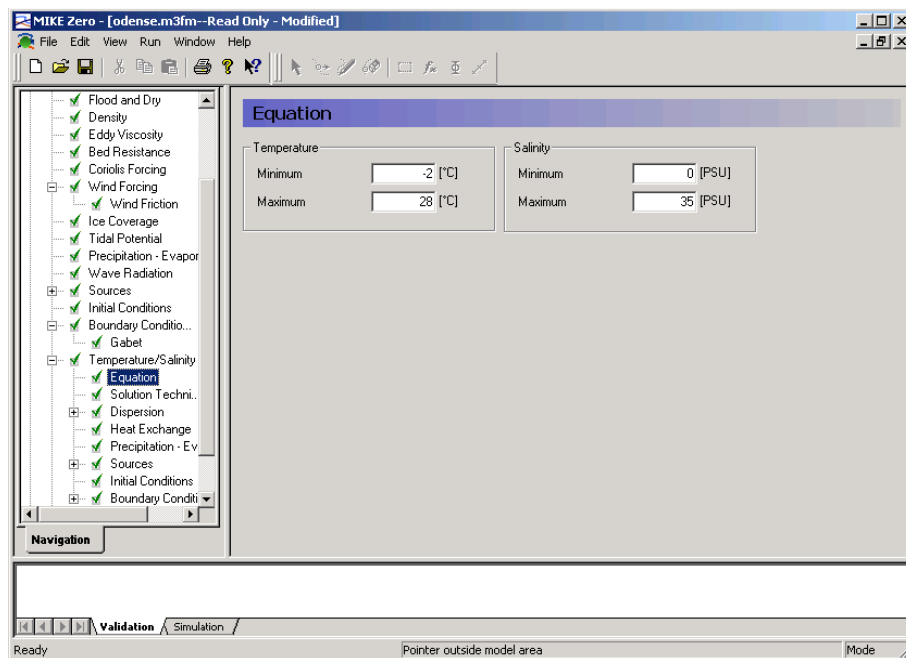 MIKE Zero - [odense.m3fm--Read Only - Modified]
File Edit View Run Window Help
Flood and Dry
Density
Eddy Viscosity
Bed Resistance
Coriolis Forcing
Wind Forcing
Wind Friction
Ice Coverage
Tidal Potential
Precipitation - Evapor
Wave Radiation
Sources
Initial Conditions
Boundary Conditio...
Gabet
Temperature/Salinity
Equation
Solution Techni..
Dispersion
Heat Exchange
Precipitation - Ev
Sources
Initial Conditions
Boundary Conditi
Navigation
Equation
Temperature
Minimum -2 [°C]
Maximum 28 [°C]
Salinity
Minimum 0 [PSU]
Maximum 35 [PSU]
Validation Simulation
Ready Pointer outside model area Mode